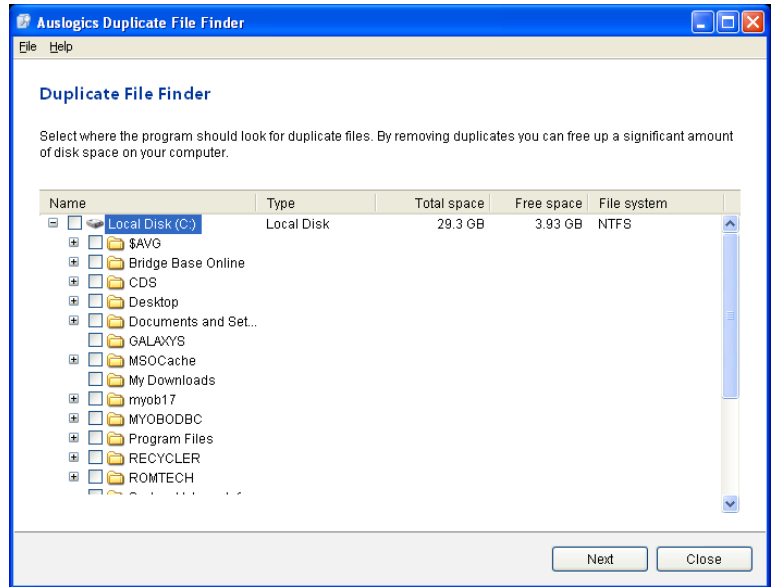 Auslogics Duplicate File Finder
File Help
Duplicate File Finder
Select where the program should look for duplicate files. By removing duplicates you can free up a significant amount
of disk space on your computer.
Name Type Total space Free space File system
Local Disk (C:) Local Disk 29.3 GB 3.93 GB NTFS
$AVG
Bridge Base Online
CDS
Desktop
Documents and Set...
GALAXYS
MSOCache
My Downloads
myob17
MYOBODBC
Program Files
RECYCLER
ROMTECH
Next Close